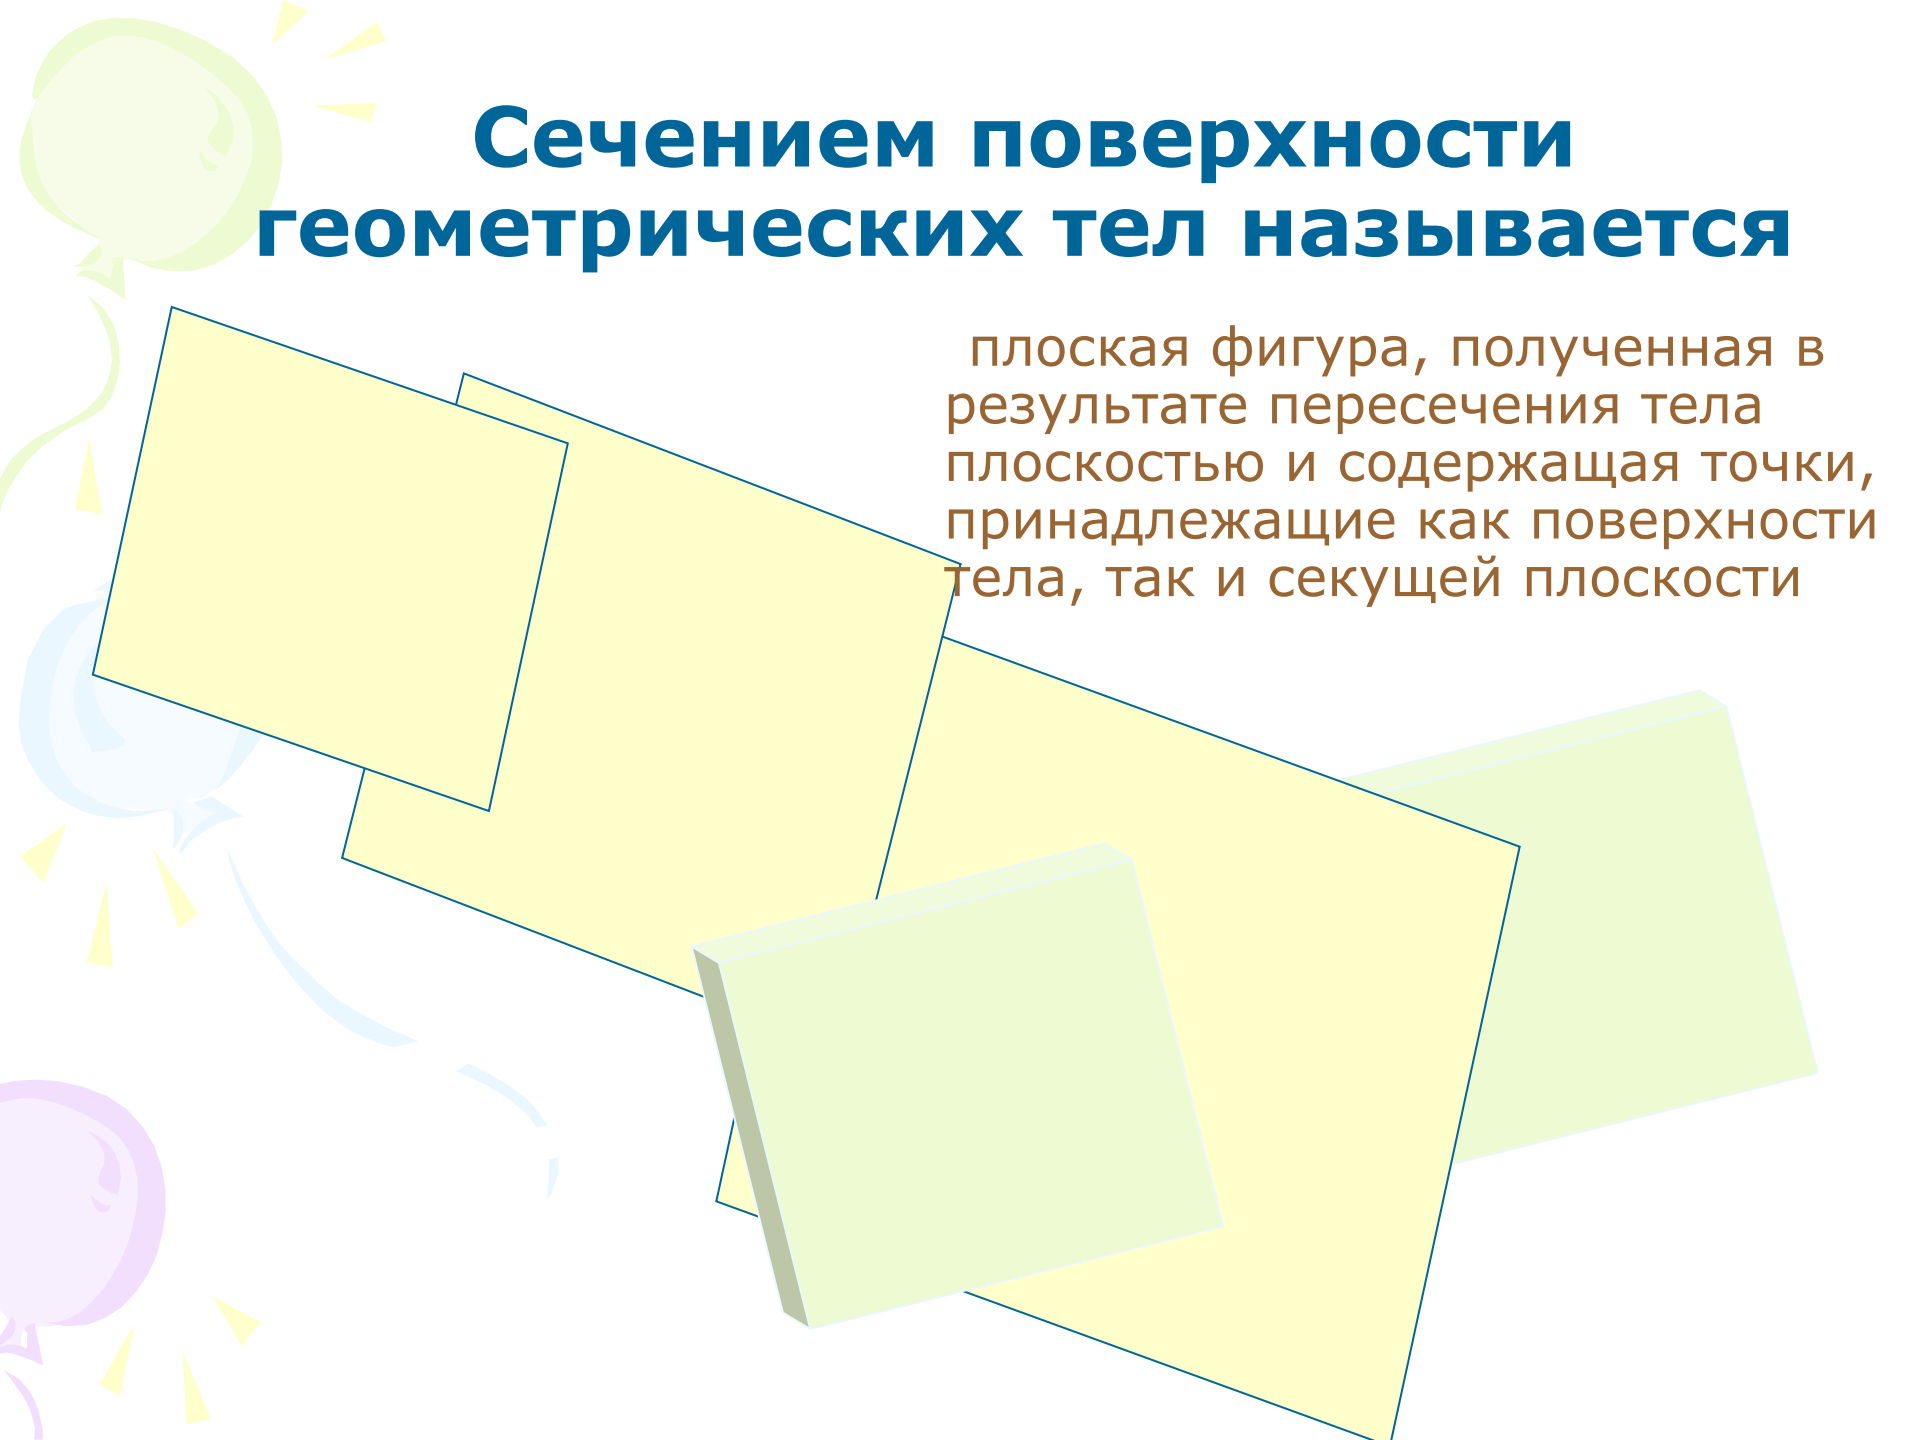 Сечением поверхности
геометрических тел называется
плоская фигура, полученная в
результате пересечения тела
плоскостью и содержащая точки,
принадлежащие как поверхности
тела, так и секущей плоскости